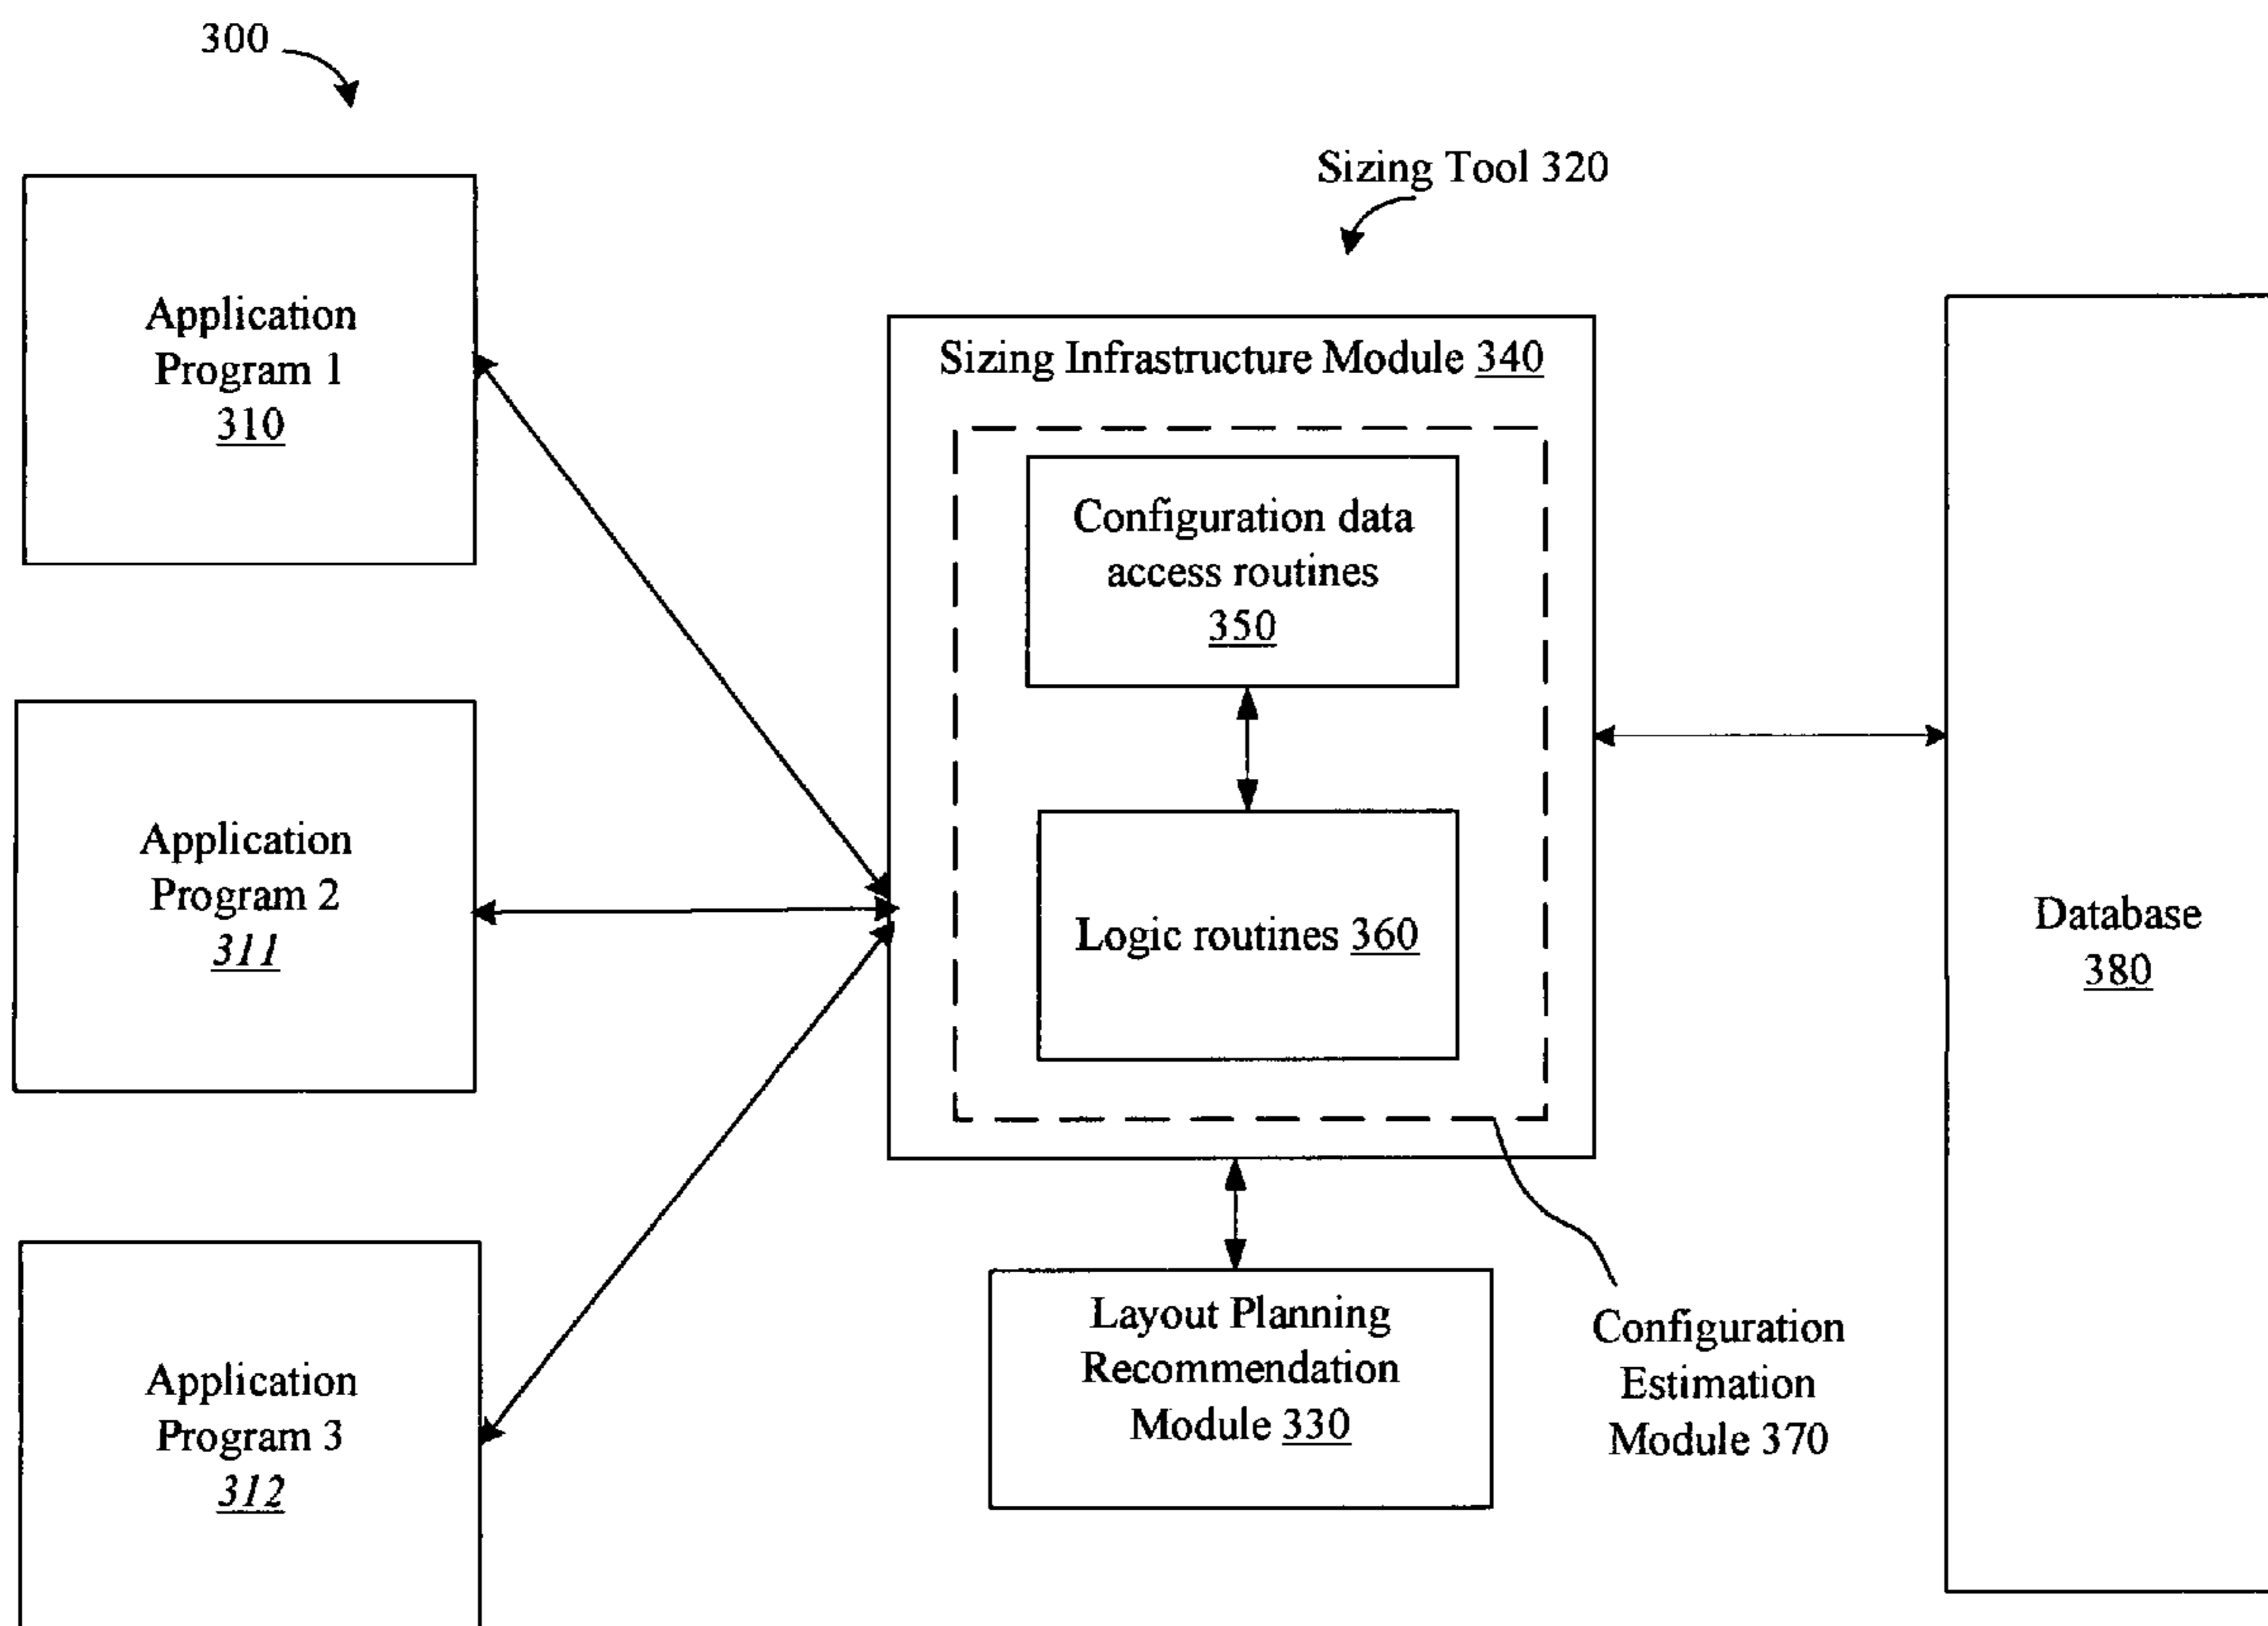 300
Sizing Tool 320
Application
Program 1
310
Application
Program 2
311
Application
Program 3
312
Sizing Infrastructure Module 340
Configuration data
access routines
350
Logic routines 360
Layout Planning
Recommendation
Module 330
Configuration
Estimation
Module 370
Database
380